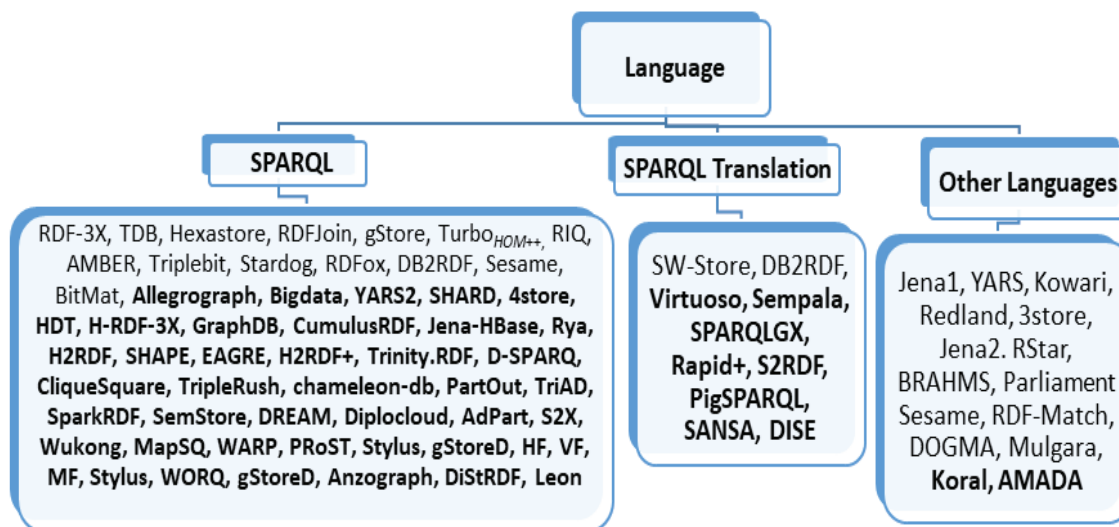 Language
SPARQL
SPARQL Translation
Other Languages
RDF-3X, TDB, Hexastore, RDFJoin, gStore, Turbo HOM++, RIQ,
AMBER, Triplebit, Stardog, RDFox, DB2RDF, Sesame,
BitMat, Allegrograph, Bigdata, YARS2, SHARD, 4store,
HDT, H-RDF-3X, GraphDB, CumulusRDF, Jena-HBase, Rya,
H2RDF, SHAPE, EAGRE, H2RDF+, Trinity.RDF, D-SPARQ,
CliqueSquare, TripleRush, chameleon-db, PartOut, TriAD,
SparkRDF, SemStore, DREAM, Diplocloud, AdPart, S2X,
Wukong, MapSQ, WARP, PRoST, Stylus, gStoreD, HF, VF,
MF, Stylus, WORQ, gStoreD, Anzograph, DiStRDF, Leon
SW-Store, DB2RDF,
Virtuoso, Sempala,
SPARQLGX,
Rapid+, S2RDF,
PigSPARQL,
SANSA, DISE
Jena1, YARS, Kowari,
Redland, 3store,
Jena2. RStar,
BRAHMS, Parliament
Sesame, RDF-Match,
DOGMA, Mulgara,
Koral, AMADA